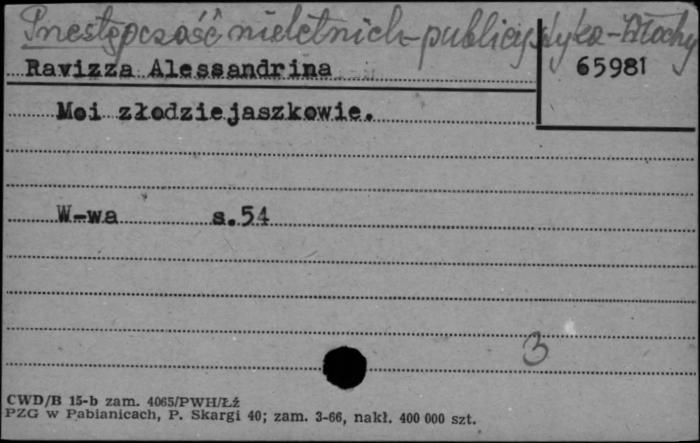 Przestępczość nieletnich - publicystyka - Włochy
Ravizza Alessandrina
65981
Moi złodziejaszkowie.
W-wa s.54
3
CWD/B 15-b zam. 4065/PWH/Łź
PZG w Pabianicach, P. Skargi 40; zam. 3-66, nakł. 400 000 szt.